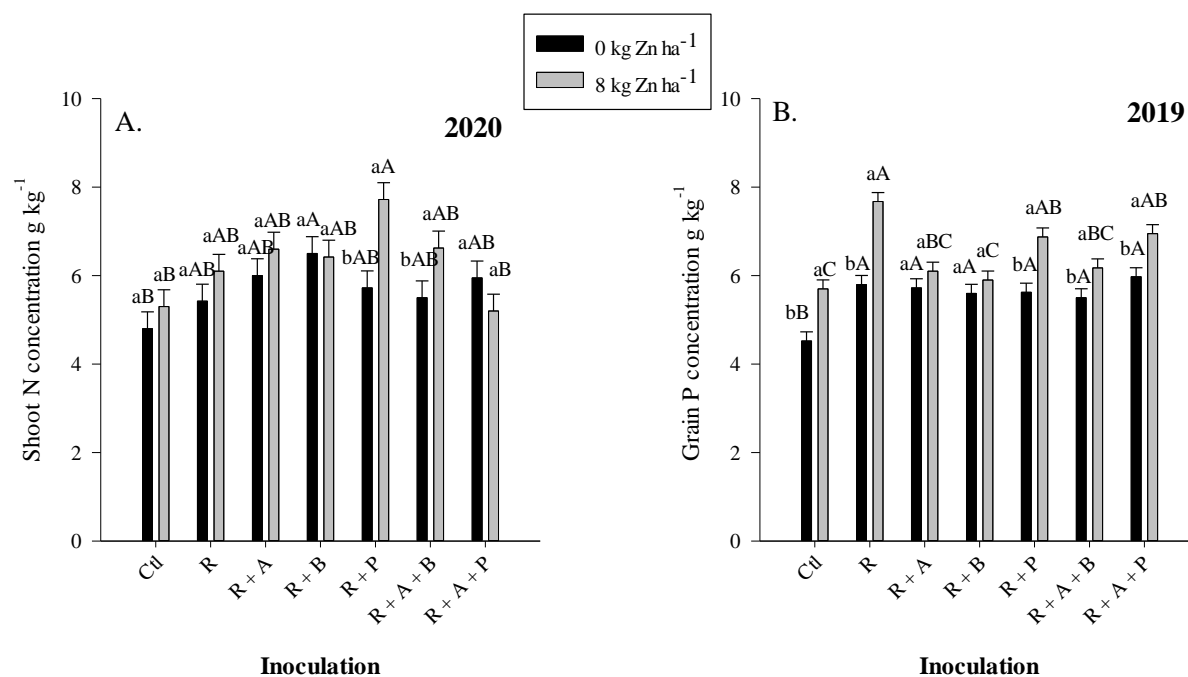 0 kg Zn ha-1
8 kg Zn ha-1
A.
2020
Shoot N concentration g kg-1
10
8
6
4
2
0
aB
aB
aAB
aAB
aAB
aAB
aA
aAB
bAB
aA
bAB
aAB
aAB
aB
Ctl
R
R + A
R + B
R + P
R + A + B
R + A + P
Inoculation
B.
2019
Grain P concentration g kg-1
10
8
6
4
2
0
bB
aC
bA
aA
aA
aBC
aA
aC
bA
aAB
bA
aBC
bA
aAB
Ctl
R
R + A
R + B
R + P
R + A + B
R + A + P
Inoculation